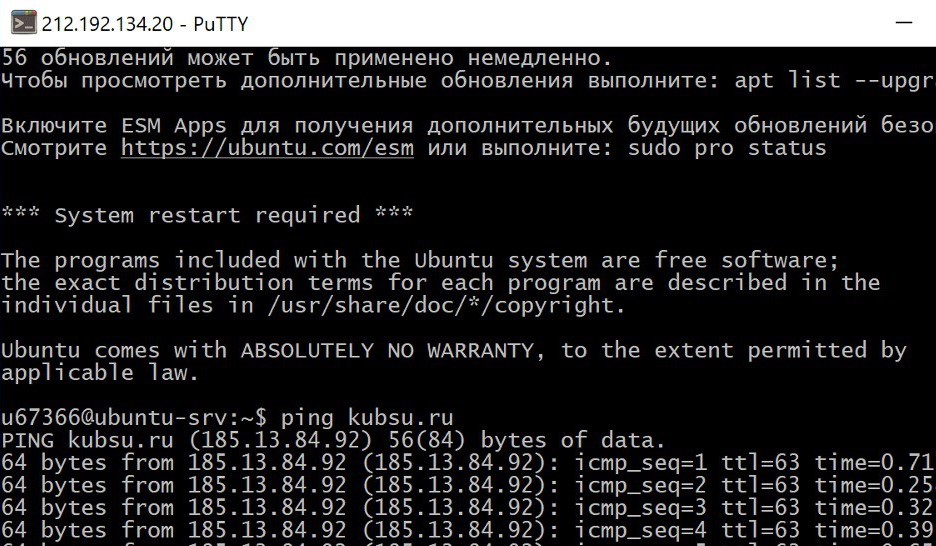 212.192.134.20 - PuTTY
56 обновлений может быть применено немедленно.
Чтобы просмотреть дополнительные обновления выполните: apt list --upgr
Включите ESM Apps для получения дополнительных будущих обновлений безо
Смотрите https://ubuntu.com/esm или выполните: sudo pro status
*** System restart required ***
The programs included with the Ubuntu system are free software;
the exact distribution terms for each program are described in the
individual files in /usr/share/doc/*/copyright.
Ubuntu comes with ABSOLUTELY NO WARRANTY, to the extent permitted by
applicable law.
u67366@ubuntu-srv:~$ ping kubsu.ru
PING kubsu.ru (185.13.84.92) 56(84) bytes of data.
64 bytes from 185.13.84.92 (185.13.84.92): icmp_seq=1 ttl=63 time=0.71
64 bytes from 185.13.84.92 (185.13.84.92): icmp_seq=2 ttl=63 time=0.25
64 bytes from 185.13.84.92 (185.13.84.92): icmp_seq=3 ttl=63 time=0.32
64 bytes from 185.13.84.92 (185.13.84.92): icmp_seq=4 ttl=63 time=0.39